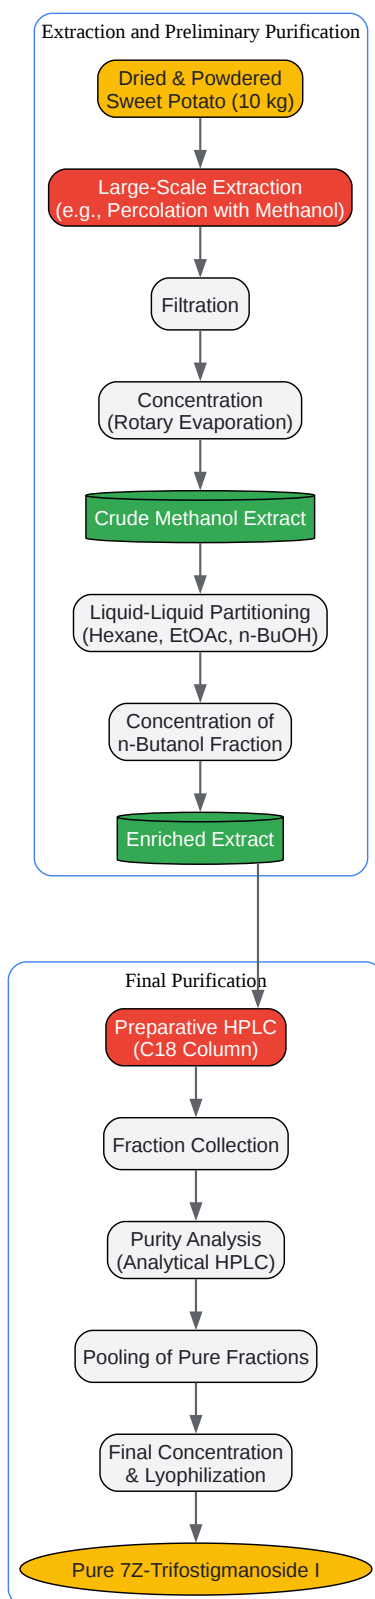 Extraction and Preliminary Purification
Dried & Powdered
Sweet Potato (10 kg)
Large-Scale Extraction
(e.g., Percolation with Methanol)
Filtration
Concentration
(Rotary Evaporation)
Crude Methanol Extract
Liquid-Liquid Partitioning
(Hexane, EtOAc, n-BuOH)
Concentration of
n-Butanol Fraction
Enriched Extract
Final Purification
Preparative HPLC
(C18 Column)
Fraction Collection
Purity Analysis
(Analytical HPLC)
Pooling of Pure Fractions
Final Concentration
& Lyophilization
Pure 7Z-Trifostigmanoside I